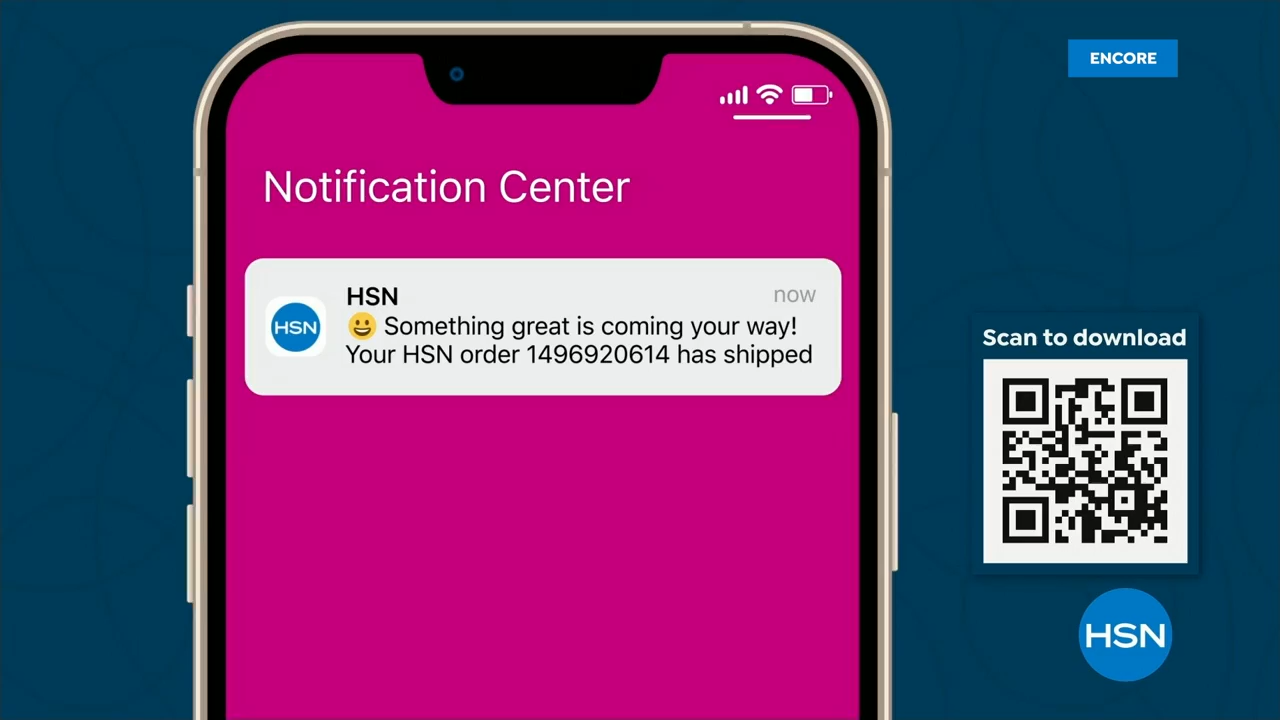 ENCORE
Notification Center
HSN
now
HSN
😀 Something great is coming your way!
Your HSN order 1496920614 has shipped
Scan to download
HSN